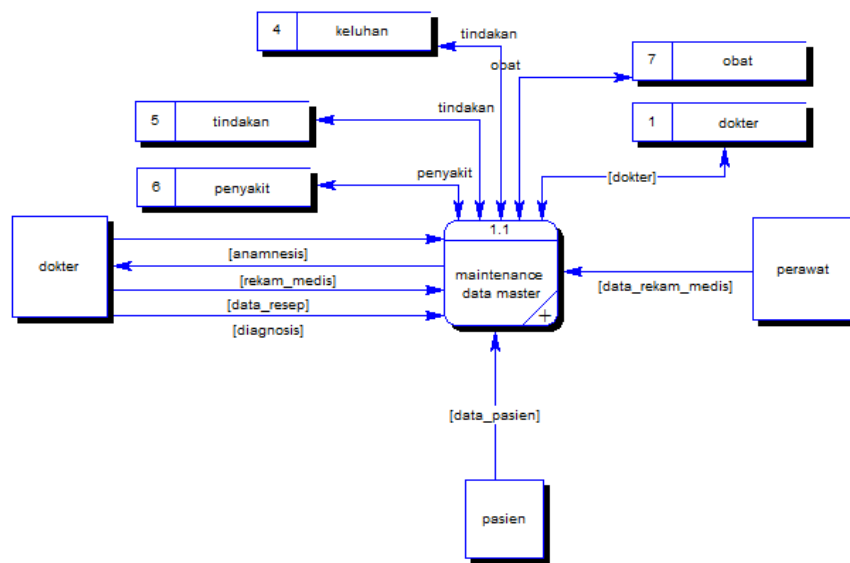 4 keluhan
tindakan
obat
7 obat
5 tindakan
tindakan
1 dokter
6 penyakit
penyakit
[dokter]
1.1
dokter
[anamnesis]
maintenance
data master
perawat
[rekam_medis]
[data_rekam_medis]
[data_resep]
[diagnosis]
+
[data_pasien]
pasien